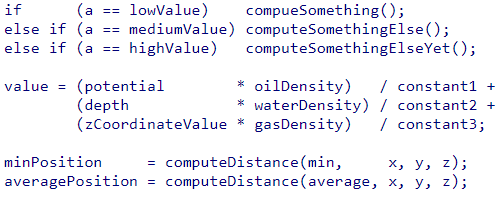 if      (a == lowValue)    compueSomething();
else if (a == mediumValue) computeSomethingElse();
else if (a == highValue)   computeSomethingElseYet();

value = (potential        * oilDensity)   / constant1 +
        (depth            * waterDensity) / constant2 +
        (zCoordinateValue * gasDensity)   / constant3;

minPosition     = computeDistance(min,     x, y, z);
averagePosition = computeDistance(average, x, y, z);